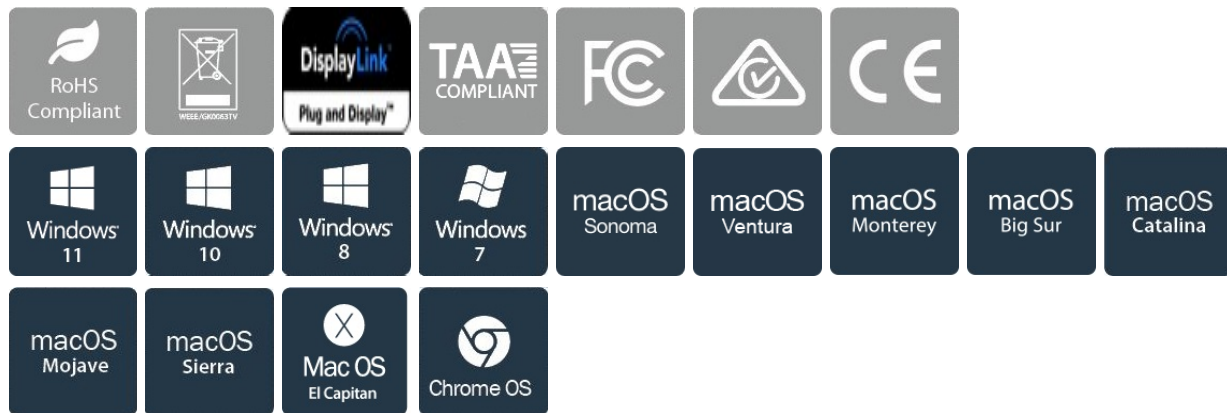 RoHS
Compliant
WEEE/GK0063TV
DisplayLink
Plug and Display™
TAA
COMPLIANT
FC
CE
Windows
11
Windows
10
Windows
8
Windows
7
macOS
Sonoma
macOS
Ventura
macOS
Monterey
macOS
Big Sur
macOS
Catalina
macOS
Mojave
macOS
Sierra
X
Mac OS
El Capitan
Chrome OS